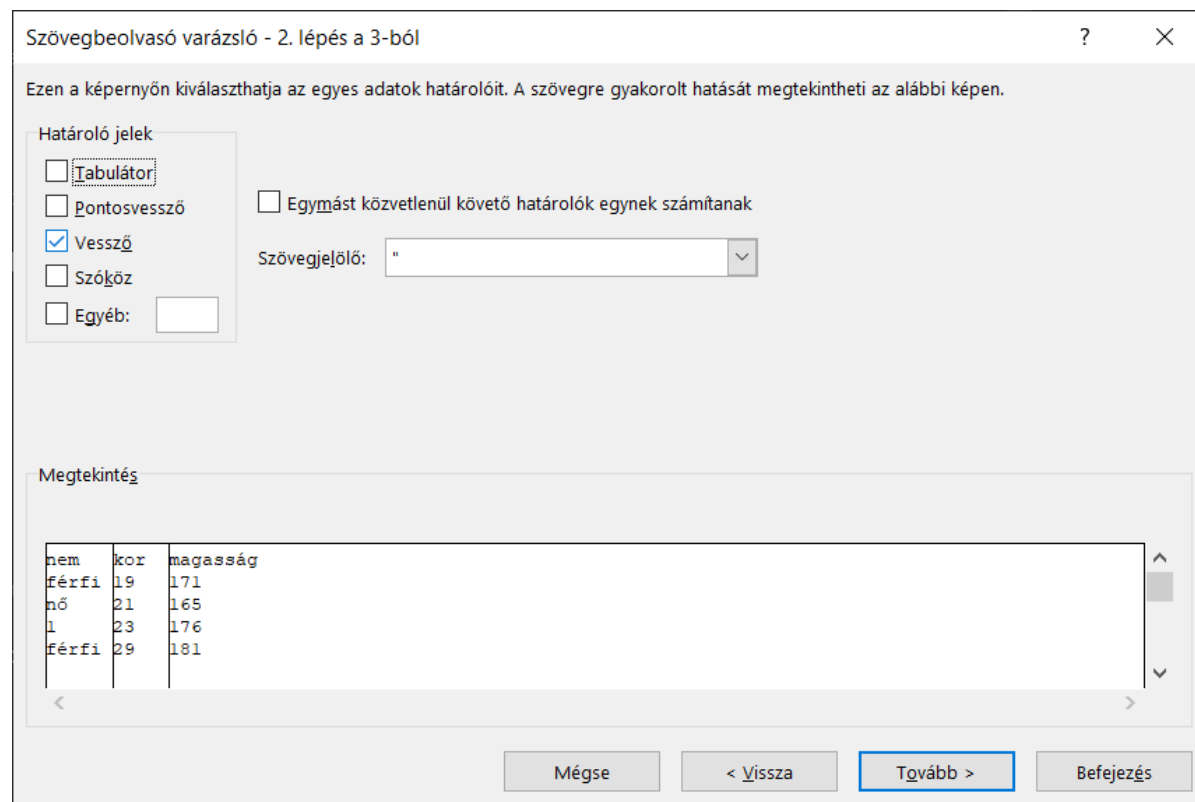 Szövegbeolvasó varázsló - 2. lépés a 3-ból
?
Ezen a képernyőn kiválaszthatja az egyes adatok határolóit. A szövegre gyakorolt hatását megtekintheti az alábbi képen.
Határoló jelek
Tabulátor
Pontosvessző
Vessző
Szóköz
Egyéb:
Egymást közvetlenül követő határolók egynek számítanak
Szövegjelölő: "
Megtekintés
nem kor magasság
férfi 19 171
nő 21 165
1 23 176
férfi 29 181
Mégse < Vissza Tovább > Befejezés